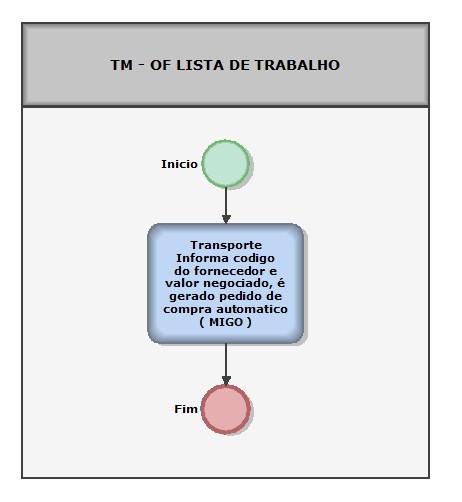 TM - OF LISTA DE TRABALHO
Inicio
Transporte
Informa codigo
do fornecedor e
valor negociado, é
gerado pedido de
compra automatico
( MIGO )
Fim